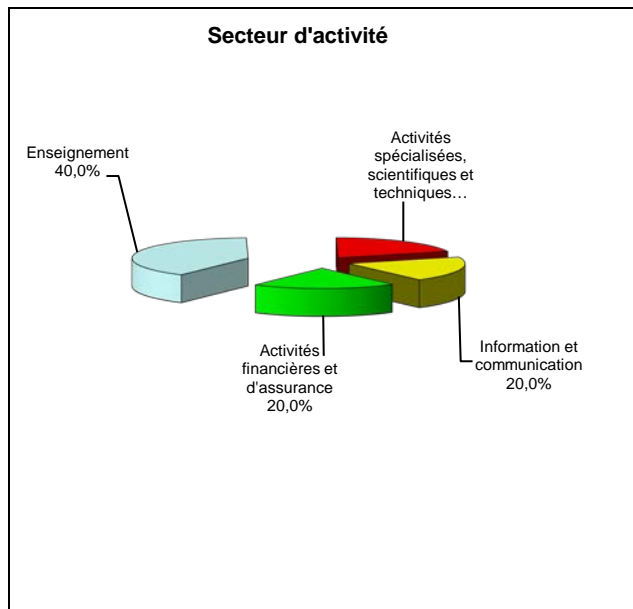 Secteur d'activité
Activités
spécialisées,
scientifiques et
techniques…
Enseignement
40,0%
Information et
communication
20,0%
Activités
financières et
d'assurance
20,0%